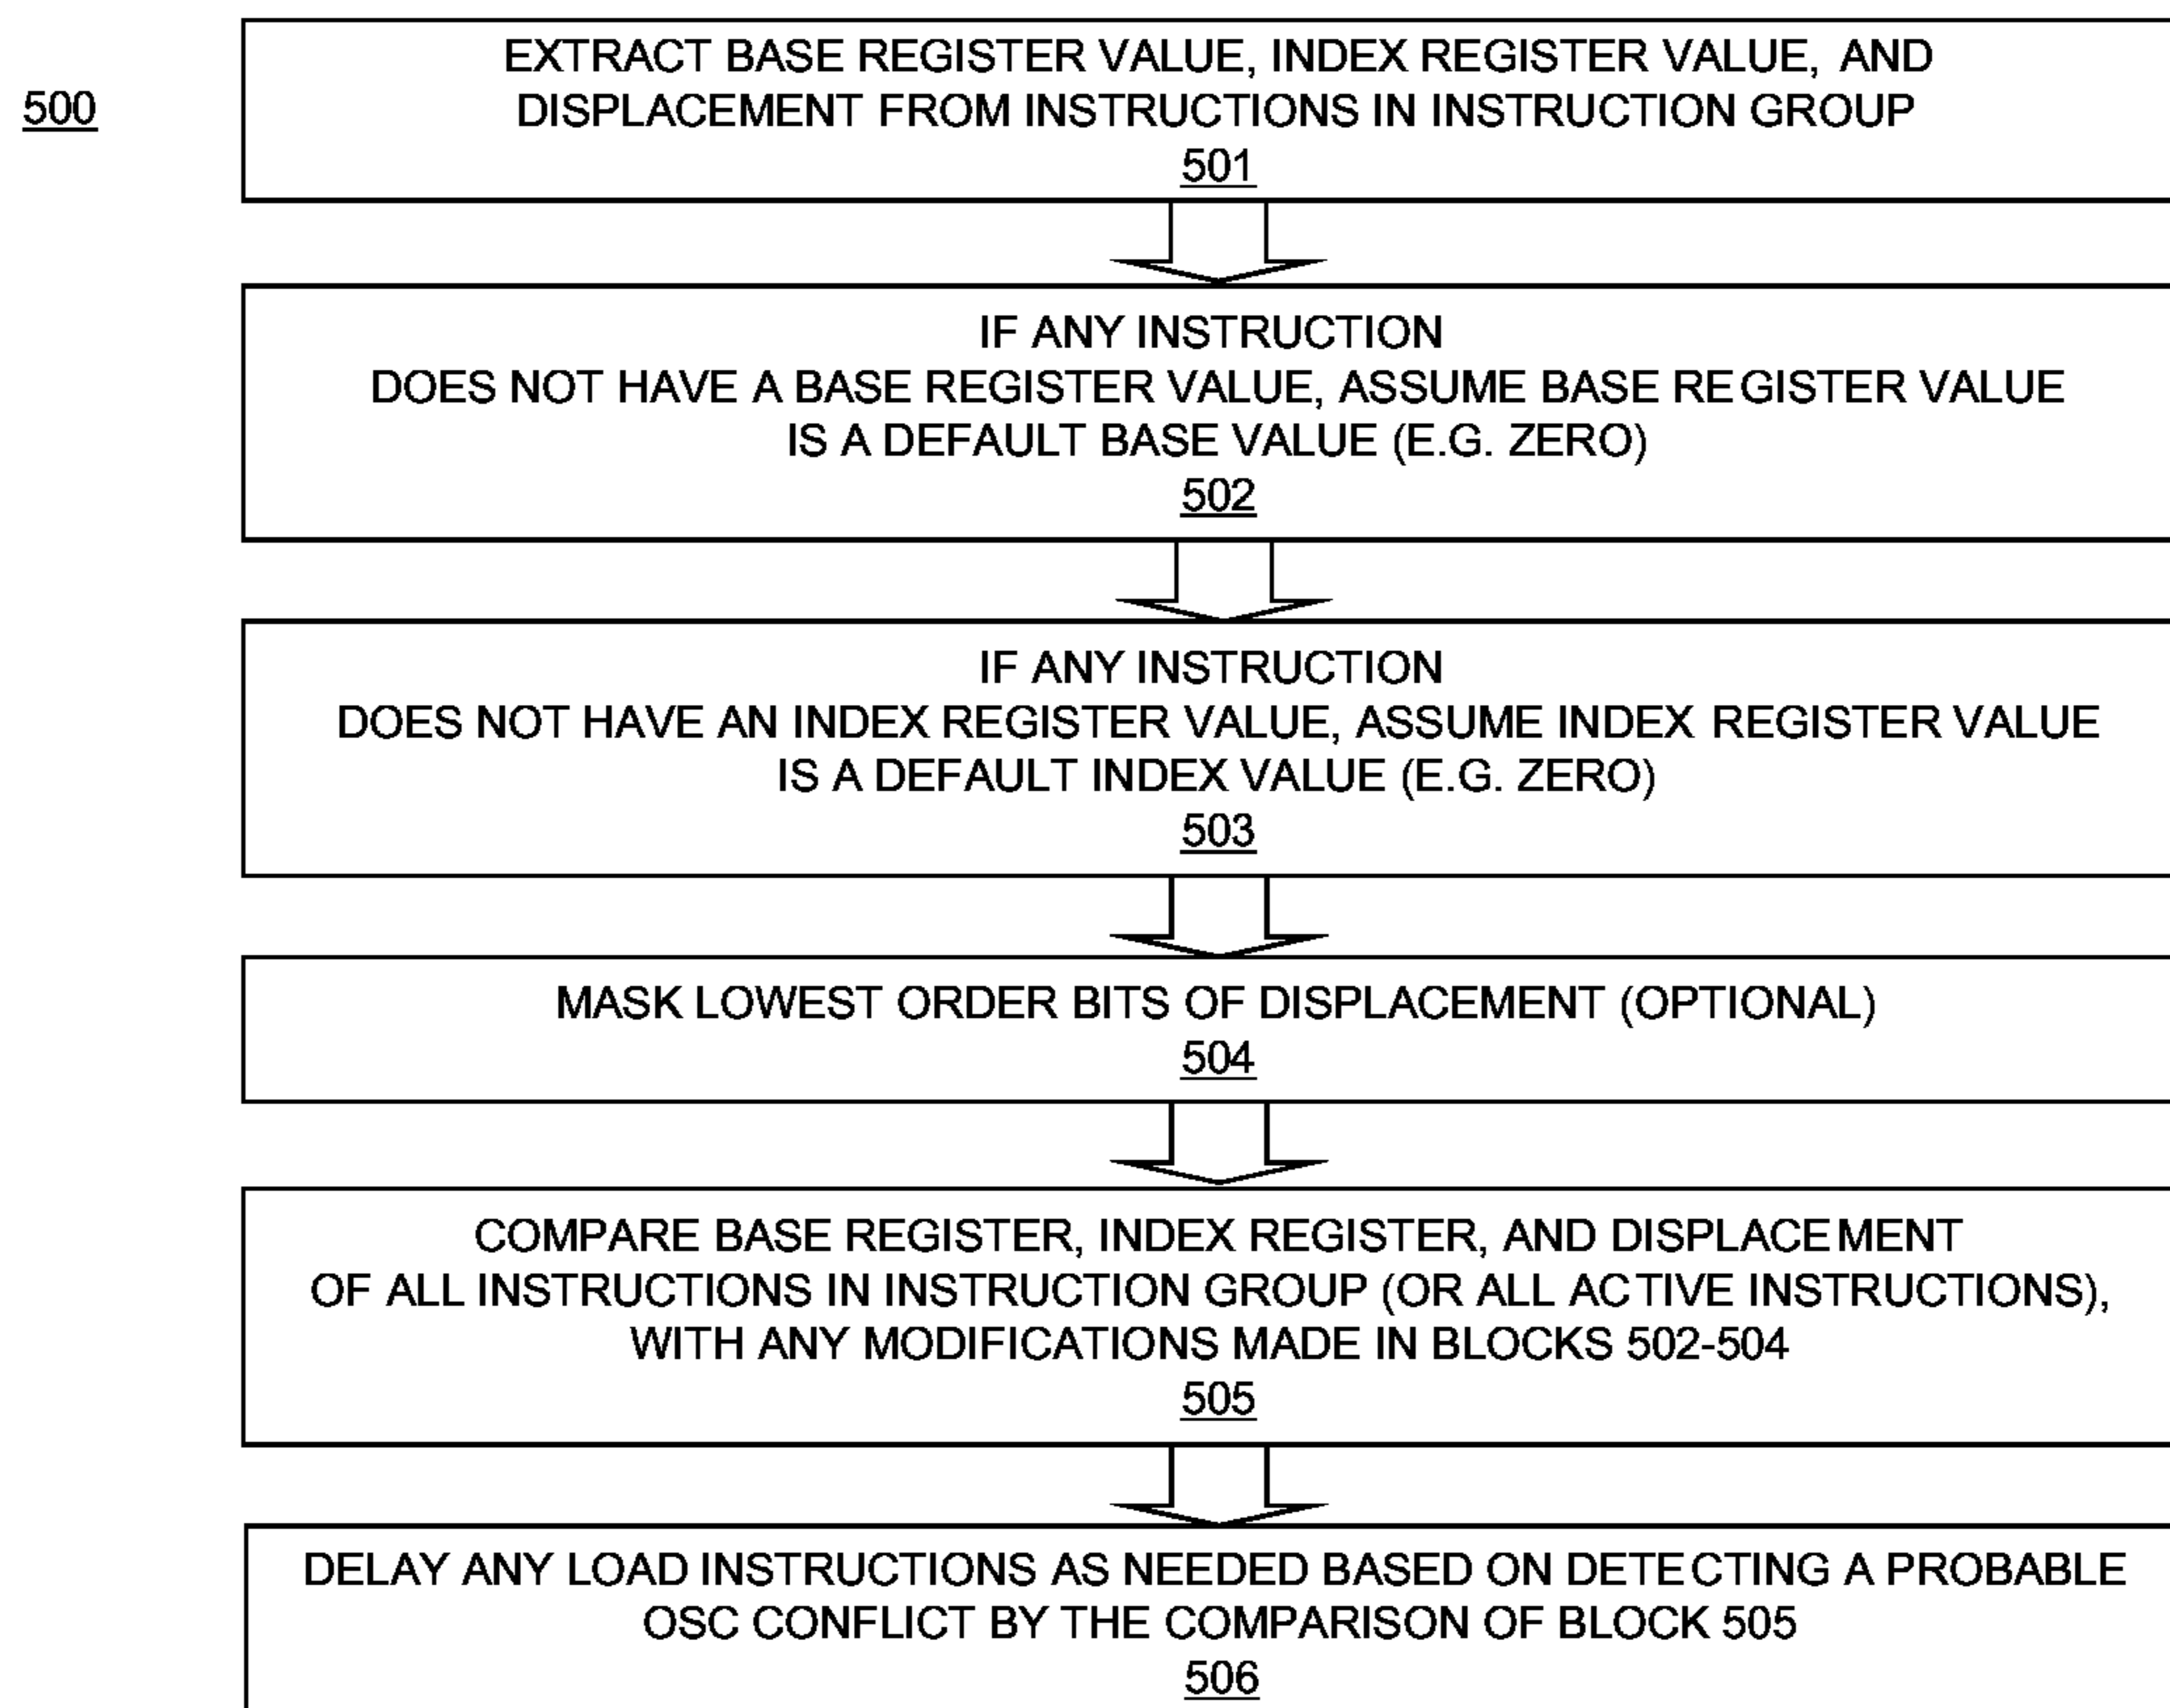 500
EXTRACT BASE REGISTER VALUE, INDEX REGISTER VALUE, AND
DISPLACEMENT FROM INSTRUCTIONS IN INSTRUCTION GROUP
501
IF ANY INSTRUCTION
DOES NOT HAVE A BASE REGISTER VALUE, ASSUME BASE REGISTER VALUE
IS A DEFAULT BASE VALUE (E.G. ZERO)
502
IF ANY INSTRUCTION
DOES NOT HAVE AN INDEX REGISTER VALUE, ASSUME INDEX REGISTER VALUE
IS A DEFAULT INDEX VALUE (E.G. ZERO)
503
MASK LOWEST ORDER BITS OF DISPLACEMENT (OPTIONAL)
504
COMPARE BASE REGISTER, INDEX REGISTER, AND DISPLACEMENT
OF ALL INSTRUCTIONS IN INSTRUCTION GROUP (OR ALL ACTIVE INSTRUCTIONS),
WITH ANY MODIFICATIONS MADE IN BLOCKS 502-504
505
DELAY ANY LOAD INSTRUCTIONS AS NEEDED BASED ON DETECTING A PROBABLE
OSC CONFLICT BY THE COMPARISON OF BLOCK 505
506